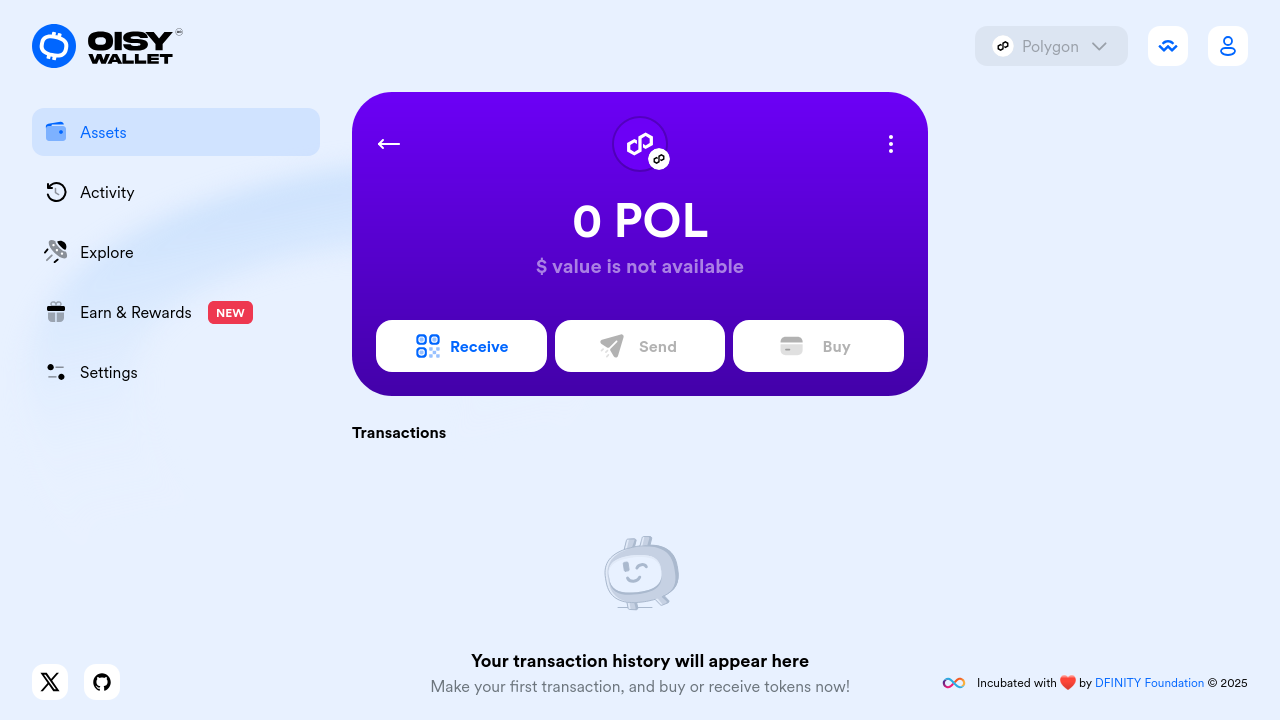 OISY
WALLET
Polygon
Assets
Activity
Explore
Earn & Rewards NEW
Settings
0 POL
$ value is not available
Receive
Send
Buy
Transactions
Your transaction history will appear here
Make your first transaction, and buy or receive tokens now!
Incubated with ❤️ by DFINITY Foundation © 2025